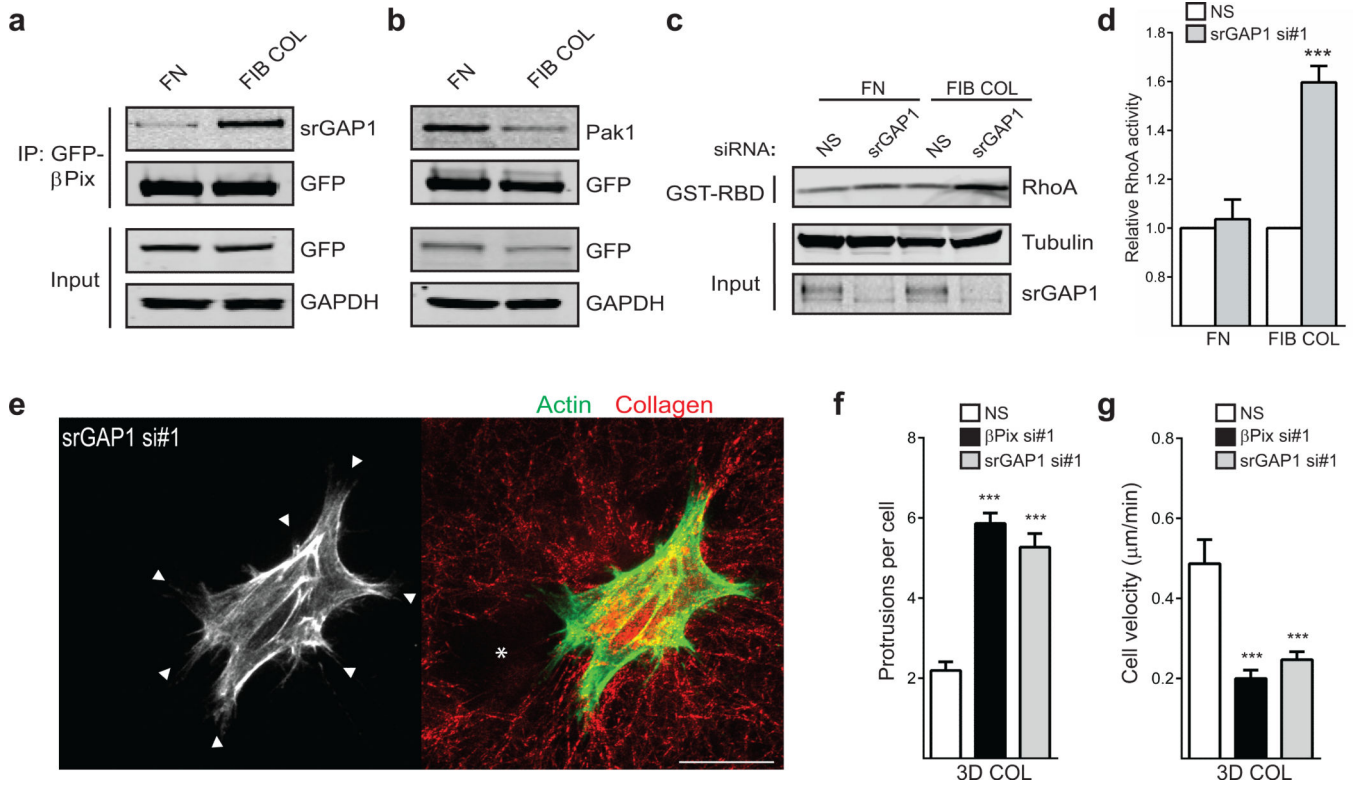 a
FN
FIB COL
IP: GFP-
βPix
srGAP1
GFP
Input
GFP
GAPDH
b
FN
FIB COL
Pak1
GFP
GFP
GAPDH
c
FN
FIB COL
siRNA:
NS
srGAP1
NS
srGAP1
GST-RBD
RhoA
Input
Tubulin
srGAP1
d
NS
srGAP1 si#1
Relative RhoA activity
1.8
1.6
1.4
1.2
1.0
0.8
***
FN
FIB COL
e
Actin Collagen
srGAP1 si#1
*
f
NS
βPix si#1
srGAP1 si#1
Protrusions per cell
8
6
4
2
***
***
3D COL
g
NS
βPix si#1
srGAP1 si#1
Cell velocity (μm/min)
0.8
0.6
0.4
0.2
***
***
3D COL